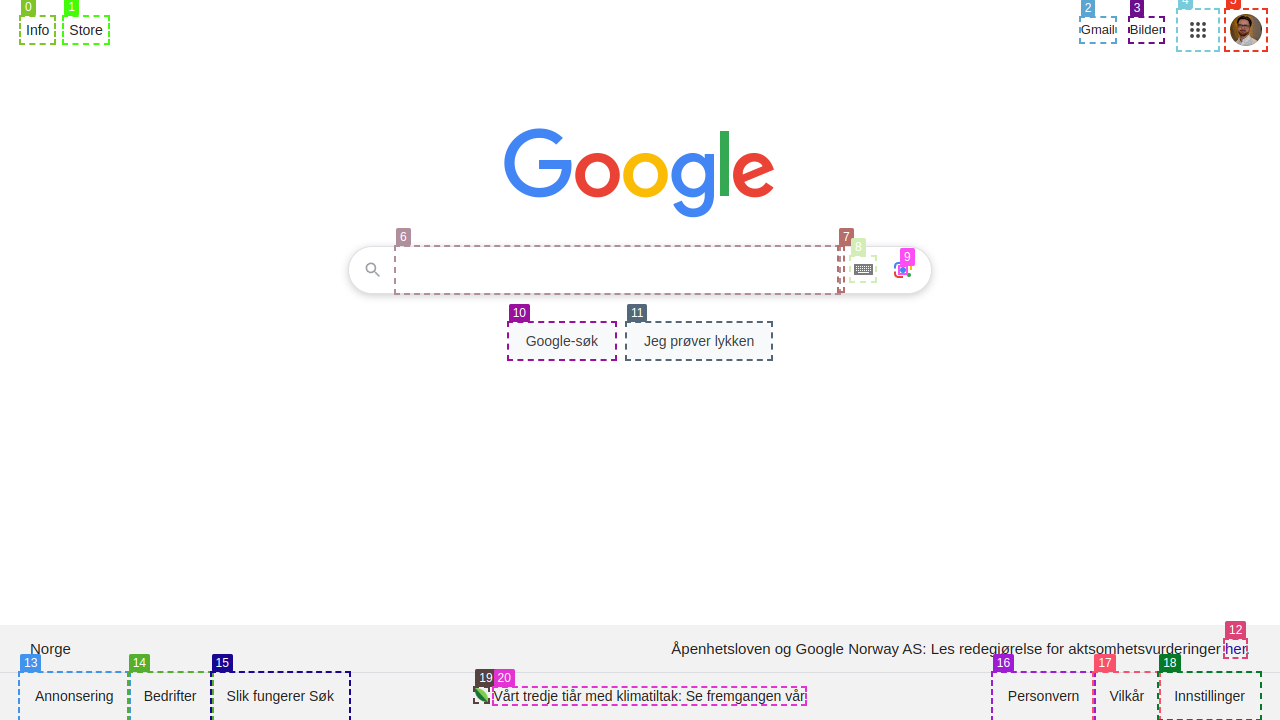 0 1 2 3 4 5
Info Store Gmail Bilder
Google
6 7 8 9
10 11
Google-søk Jeg prøver lykken
12
Norge Åpenhetsloven og Google Norway AS: Les redegjørelse for aktsomhetsvurderinger her.
13 14 15 19 20 16 17 18
Annonsering Bedrifter Slik fungerer Søk Vårt tredje tiår med klimatiltak: Se fremgangen vår Personvern Vilkår Innstillinger